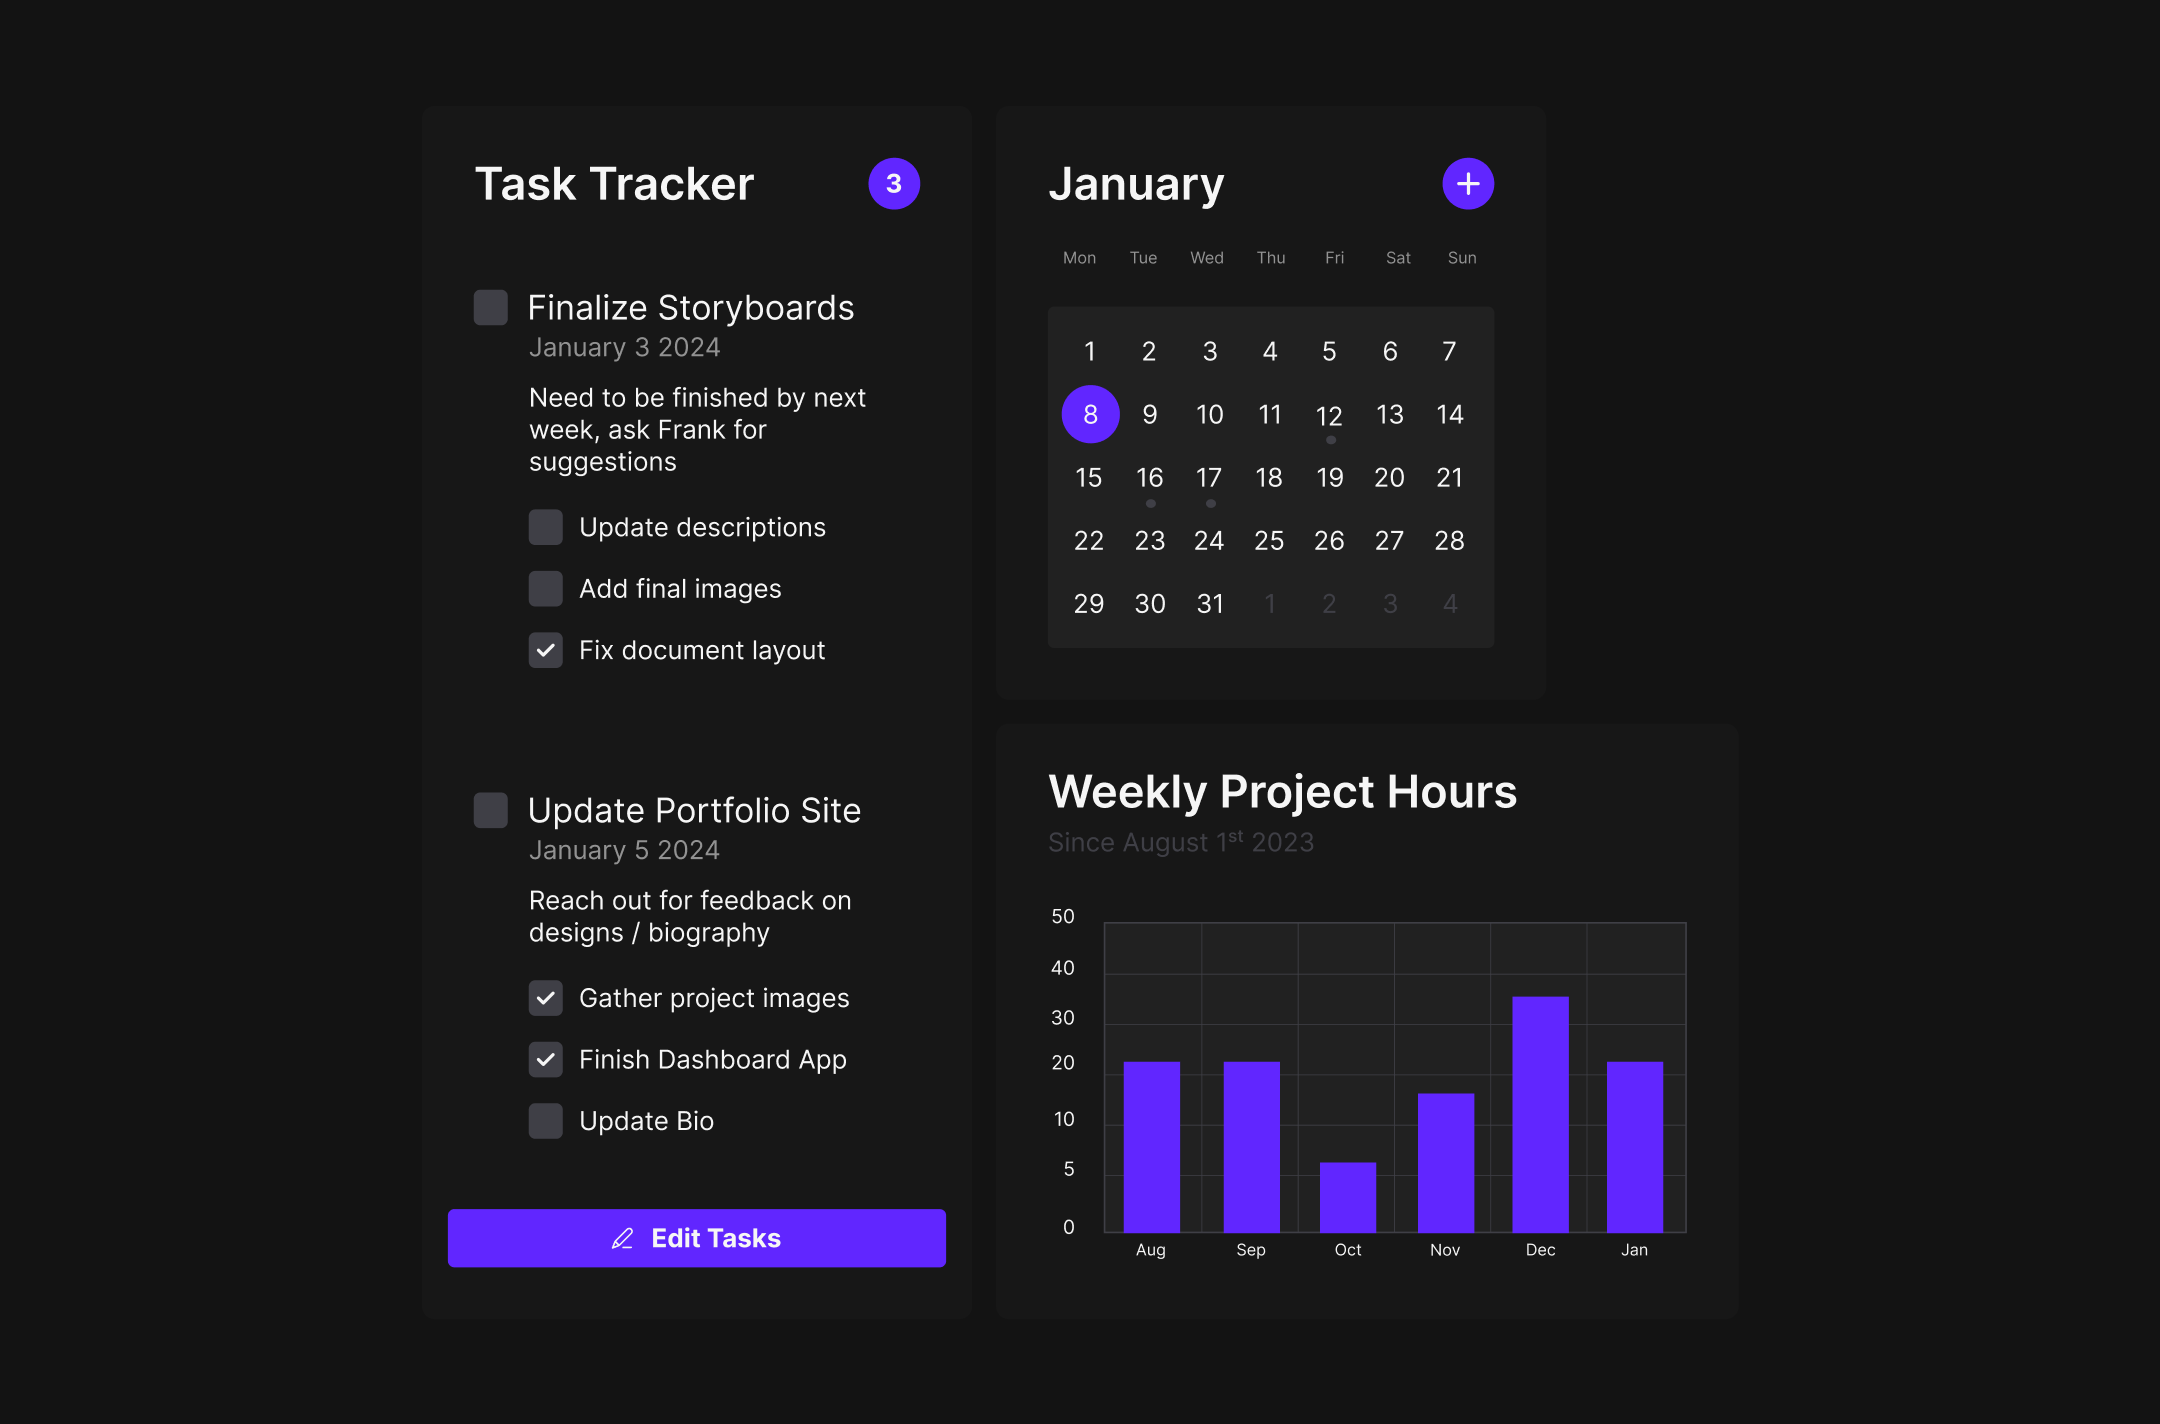 Task Tracker
3
Finalize Storyboards
January 3 2024
Need to be finished by next
week, ask Frank for
suggestions
Update descriptions
Add final images
Fix document layout
Update Portfolio Site
January 5 2024
Reach out for feedback on
designs / biography
Gather project images
Finish Dashboard App
Update Bio
Edit Tasks
January
Mon Tue Wed Thu Fri Sat Sun
1 2 3 4 5 6 7
8 9 10 11 12 13 14
15 16 17 18 19 20 21
22 23 24 25 26 27 28
29 30 31 1 2 3 4
Weekly Project Hours
Since August 1st 2023
50
40
30
20
10
5
0
Aug Sep Oct Nov Dec Jan